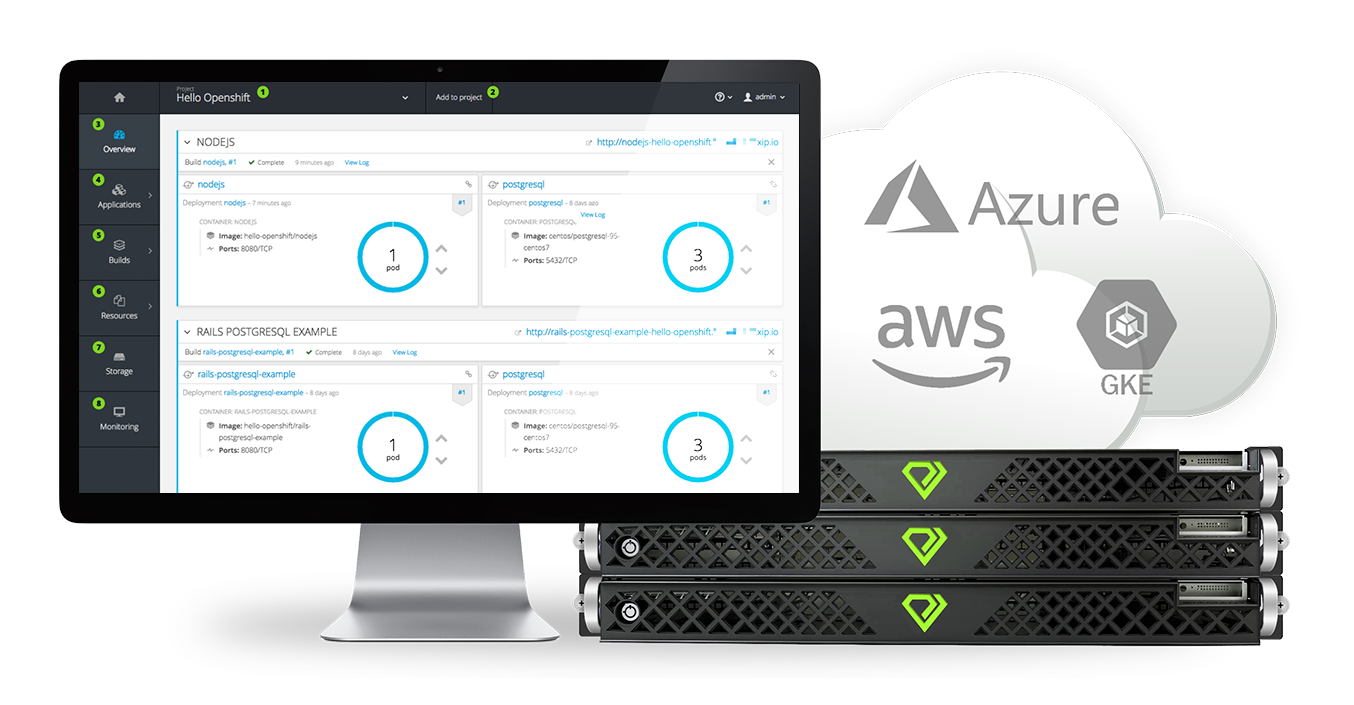 Project
Hello Openshift
1
Add to project
2
admin
3
Overview
4
Applications
5
Builds
6
Resources
7
Storage
8
Monitoring
NODEJS
http://nodejs-hello-openshift.*
xip.io
Build nodejs, #1 Complete 9 minutes ago View Log
nodejs
Deployment nodejs - 7 minutes ago
#1
CONTAINER: NODEJS
Image: hello-openshift/nodejs
Ports: 8080/TCP
1
pod
postgresql
Deployment postgresql - 8 days ago
View Log
#1
CONTAINER: POSTGRESQL
Image: centos/postgresql-95-
centos7
Ports: 5432/TCP
3
pods
RAILS POSTGRESQL EXAMPLE
http://rails-postgresql-example-hello-openshift.*
xip.io
Build rails-postgresql-example, #1 Complete 8 days ago View Log
rails-postgresql-example
Deployment rails-postgresql-example - 8 days ago
#1
CONTAINER: RAILS-POSTGRESQL-EXAMPLE
Image: hello-openshift/rails-
postgresql-example
Ports: 8080/TCP
1
pod
postgresql
Deployment postgresql - 8 days ago
#1
CONTAINER: POSTGRESQL
Image: centos/postgresql-95-
centos7
Ports: 5432/TCP
3
pods
Azure
aws
GKE